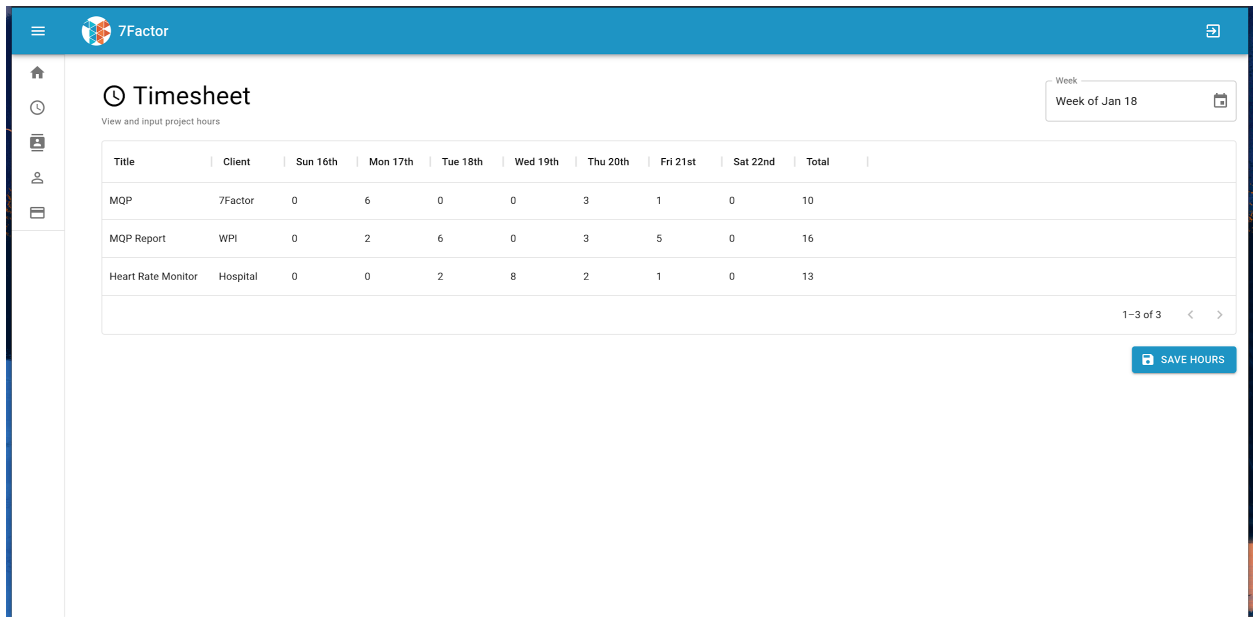 7Factor
Timesheet
View and input project hours
Week
Week of Jan 18
Title Client Sun 16th Mon 17th Tue 18th Wed 19th Thu 20th Fri 21st Sat 22nd Total
MQP 7Factor 0 6 0 0 3 1 0 10
MQP Report WPI 0 2 6 0 3 5 0 16
Heart Rate Monitor Hospital 0 0 2 8 2 1 0 13
1–3 of 3
SAVE HOURS